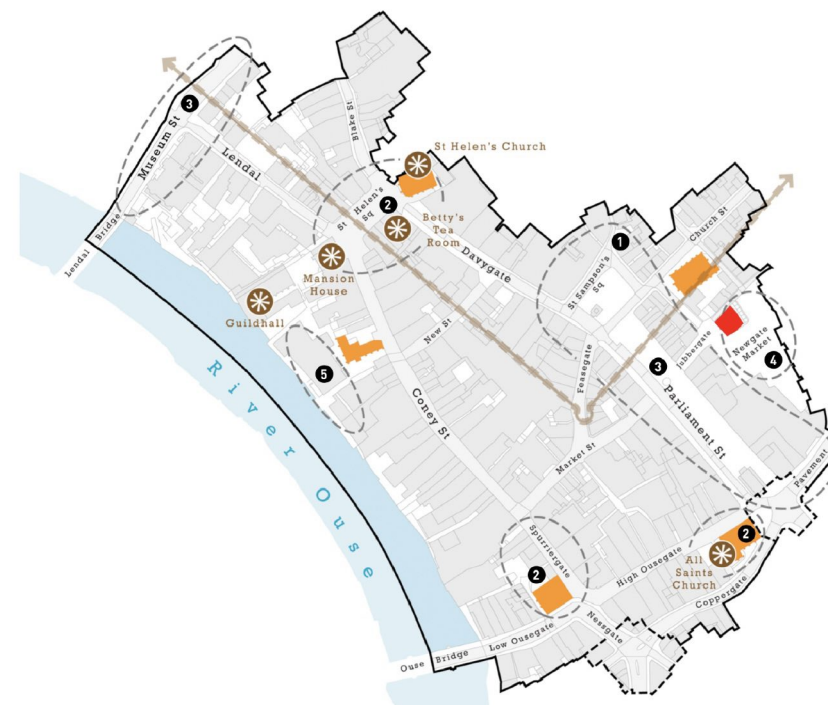 3
Museum St
Blake St
St Helen's Church
Lendal
2
St Helen's
Sq
Betty's
Tea
Room
Church St
1
St Sampson's
Sq
Lendal Bridge
Mansion
House
Davygate
Guildhall
New St
Jubbergate
Newgate
Market
4
Feasegate
3
5
Coney St
Parliament St
River Ouse
Market St
Pavement
Spurriergate
2
2
High Ousegate
All
Saints
Church
Coppergate
Nessgate
Low Ousegate
Ouse Bridge